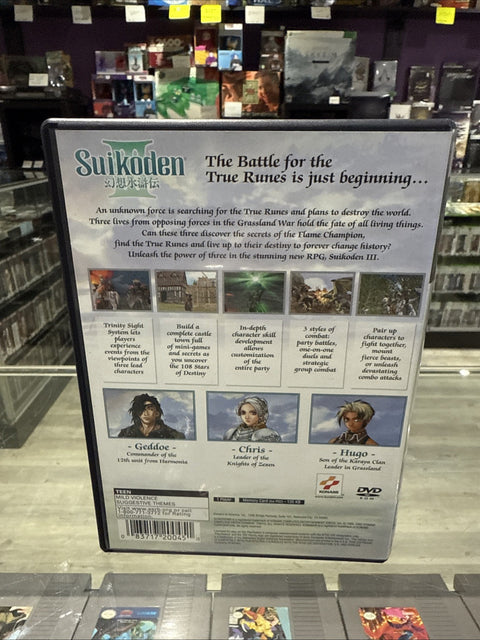 Suikoden
III
幻想水滸伝
The Battle for the
True Runes is just beginning...
An unknown force is searching for the True Runes and plans to destroy the world.
Three lives from opposing forces in the Grassland War hold the fate of all living things.
Can these three discover the secrets of the Flame Champion,
find the True Runes and live up to their destiny to forever change history?
Unleash the power of three in the stunning new RPG, Suikoden III.
Trinity Sight
System lets
players
experience
events from the
viewpoint of
three lead
characters
Build a
complete castle
town full
of mini-games
and secrets as
you uncover
the 108 Stars
of Destiny
In-depth
character skill
development
allows
customization
of the
entire party
3 styles of
combat:
party battles,
one-on-one
duels and
strategic
group combat
Pair up
characters to
fight together,
mount
fierce beasts,
or unleash
devastating
combo attacks
- Geddoe -
Commander of the
12th unit from Harmonia
- Chris -
Leader of the
Knights of Zexen
- Hugo -
Son of the Karaya Clan
Leader in Grassland
KONAMI
DVD
ROM
TEEN
MILD VIOLENCE
SUGGESTIVE THEMES
1 Player
0 83717 20045